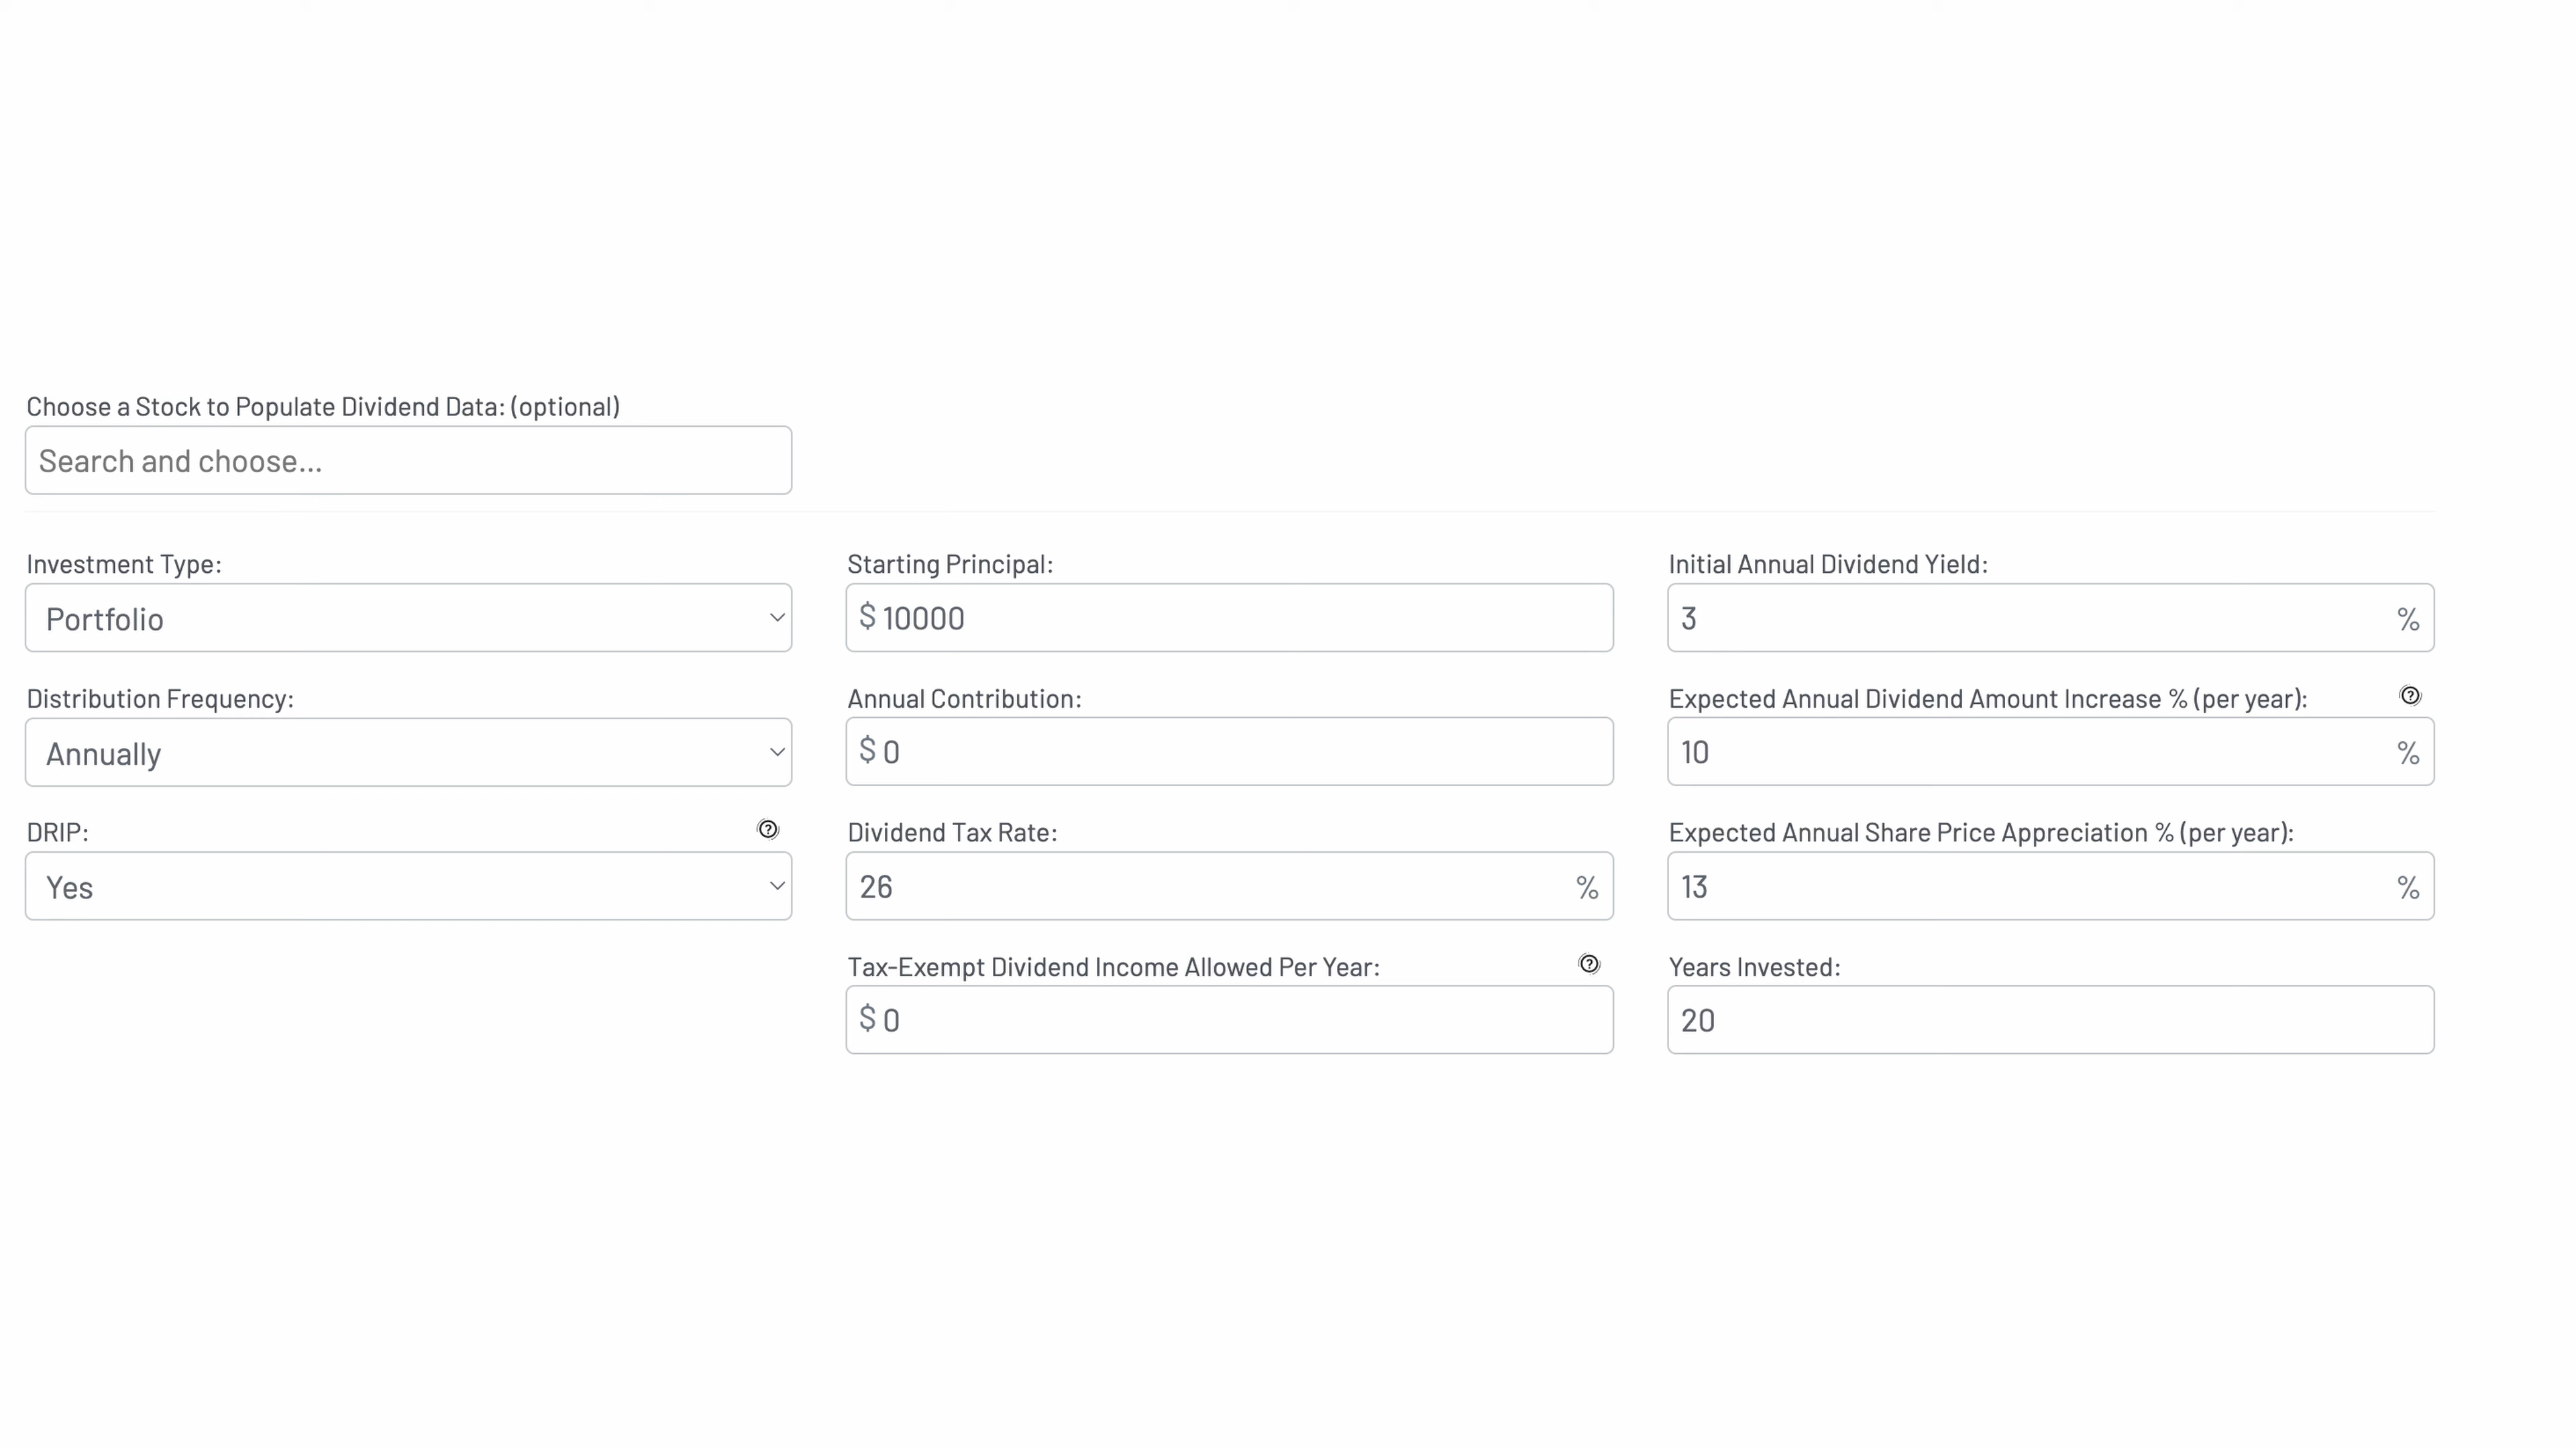 Choose a Stock to Populate Dividend Data: (optional)
Search and choose...
Investment Type:
Portfolio
Starting Principal:
$ 10000
Initial Annual Dividend Yield:
3 %
Distribution Frequency:
Annually
Annual Contribution:
$ 0
Expected Annual Dividend Amount Increase % (per year): ?
10 %
DRIP: ?
Yes
Dividend Tax Rate:
26 %
Expected Annual Share Price Appreciation % (per year):
13 %
Tax-Exempt Dividend Income Allowed Per Year: ?
$ 0
Years Invested:
20